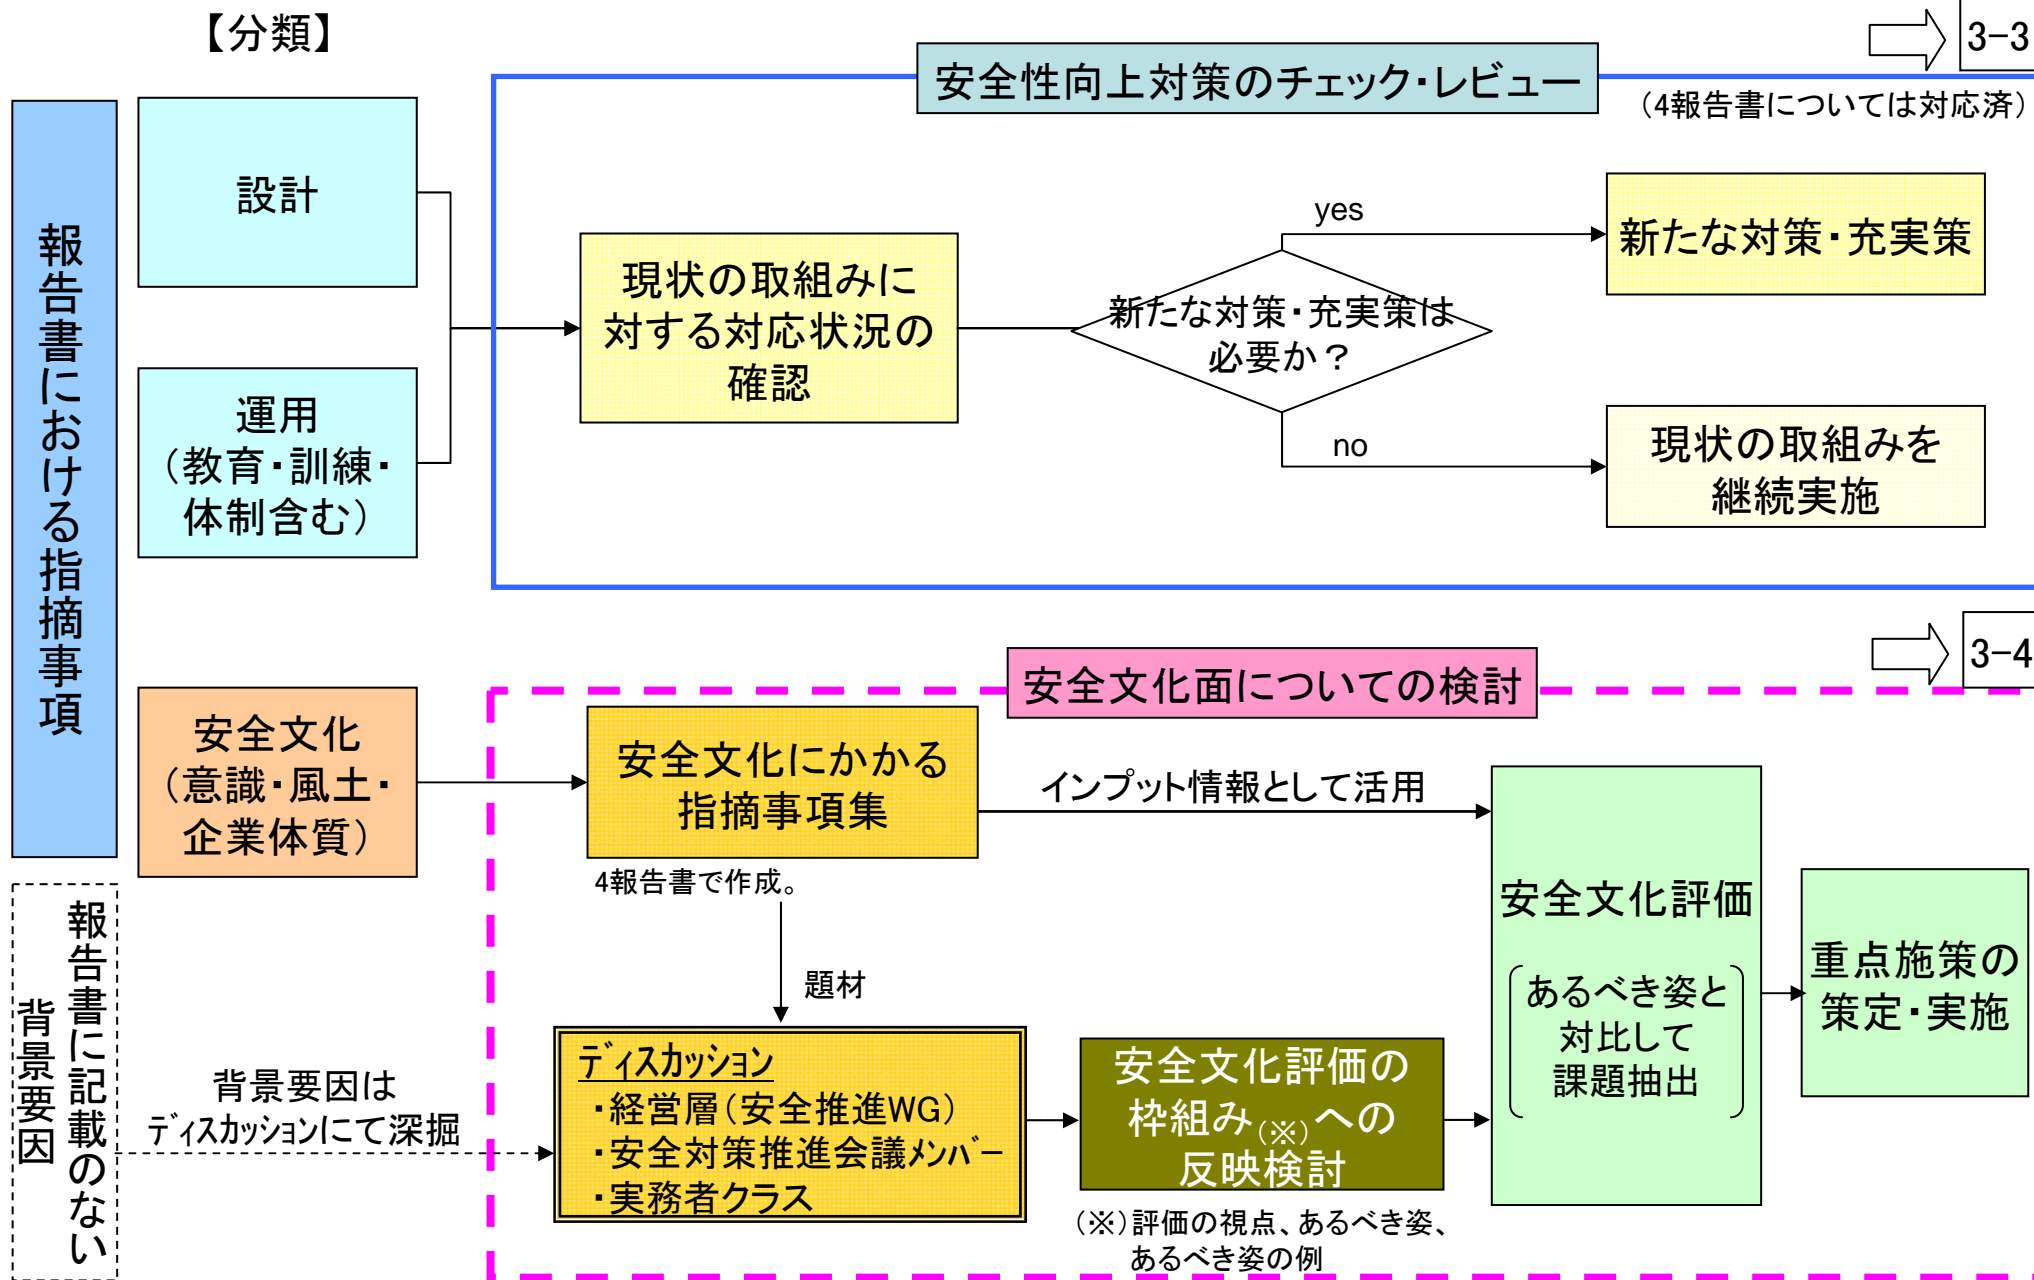 【分類】
3-3
安全性向上対策のチェック・レビュー
（4報告書については対応済）
報告書における指摘事項
設計
運用
（教育・訓練・
体制含む）
現状の取組みに
対する対応状況の
確認
新たな対策・充実策は
必要か？
yes
新たな対策・充実策
no
現状の取組みを
継続実施
3-4
安全文化面についての検討
安全文化
（意識・風土・
企業体質）
安全文化にかかる
指摘事項集
4報告書で作成。
インプット情報として活用
題材
報告書に記載のない
背景要因
背景要因は
ﾃﾞｨｽｶｯｼｮﾝにて深掘
ﾃﾞｨｽｶｯｼｮﾝ
・経営層（安全推進WG）
・安全対策推進会議ﾒﾝﾊﾞｰ
・実務者クラス
安全文化評価の
枠組み（※）への
反映検討
（※）評価の視点、あるべき姿、
あるべき姿の例
安全文化評価
あるべき姿と
対比して
課題抽出
重点施策の
策定・実施